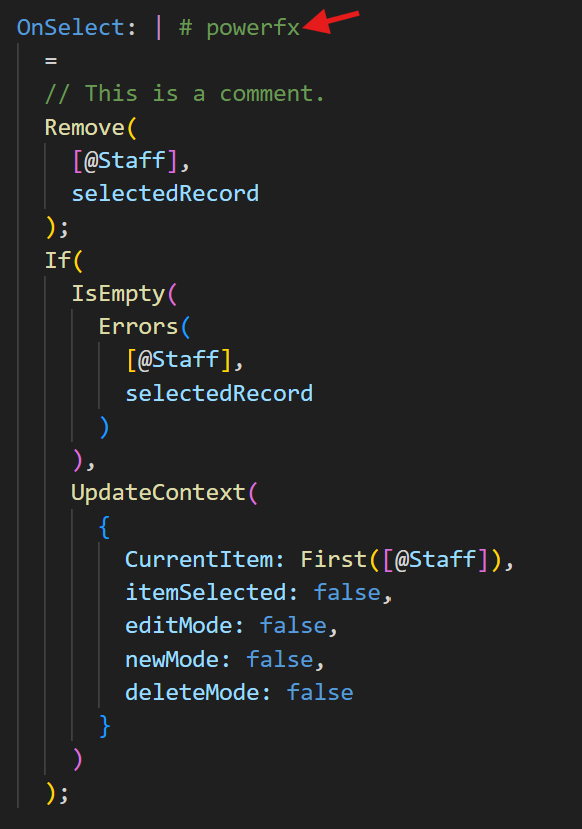 OnSelect: | # powerfx
=
// This is a comment.
Remove(
[@Staff],
selectedRecord
);
If(
IsEmpty(
Errors(
[@Staff],
selectedRecord
)
),
UpdateContext(
{
CurrentItem: First([@Staff]),
itemSelected: false,
editMode: false,
newMode: false,
deleteMode: false
}
)
);